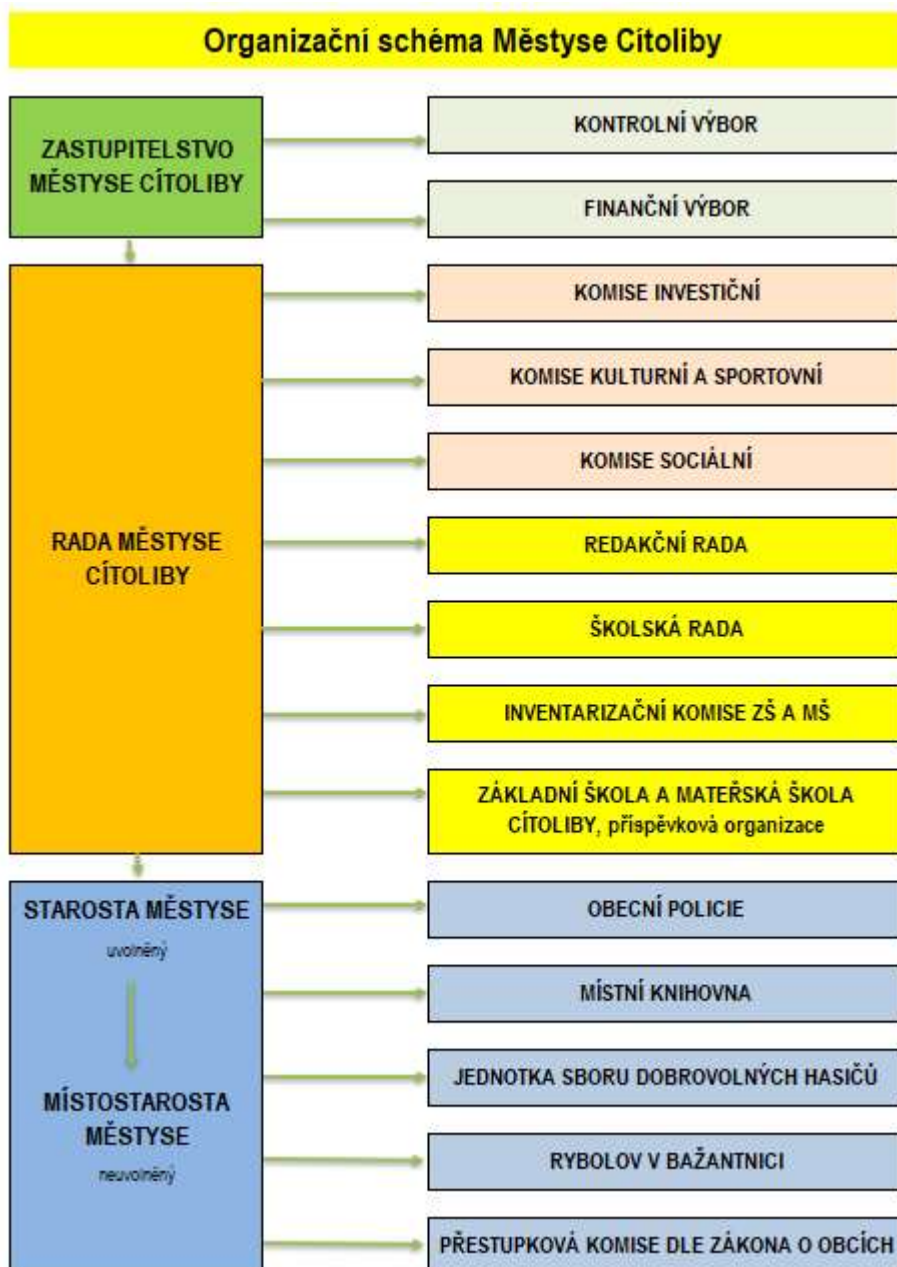 Organizační schéma Městyse Cítoliby
ZASTUPITELSTVO
MĚSTYSE CÍTOLIBY
KONTROLNÍ VÝBOR
FINANČNÍ VÝBOR
RADA MĚSTYSE
CÍTOLIBY
KOMISE INVESTIČNÍ
KOMISE KULTURNÍ A SPORTOVNÍ
KOMISE SOCIÁLNÍ
REDAKČNÍ RADA
ŠKOLSKÁ RADA
INVENTARIZAČNÍ KOMISE ZŠ A MŠ
ZÁKLADNÍ ŠKOLA A MATEŘSKÁ ŠKOLA
CÍTOLIBY, příspěvková organizace
STAROSTA MĚSTYSE
uvolněný
MÍSTOSTAROSTA
MĚSTYSE
neuvolněný
OBECNÍ POLICIE
MÍSTNÍ KNIHOVNA
JEDNOTKA SBORU DOBROVOLNÝCH HASIČŮ
RYBOLOV V BAŽANTNICI
PŘESTUPKOVÁ KOMISE DLE ZÁKONA O OBCÍCH